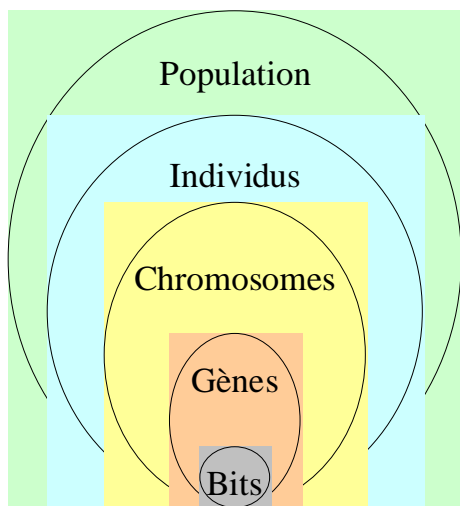 Population
Individus
Chromosomes
Gènes
Bits